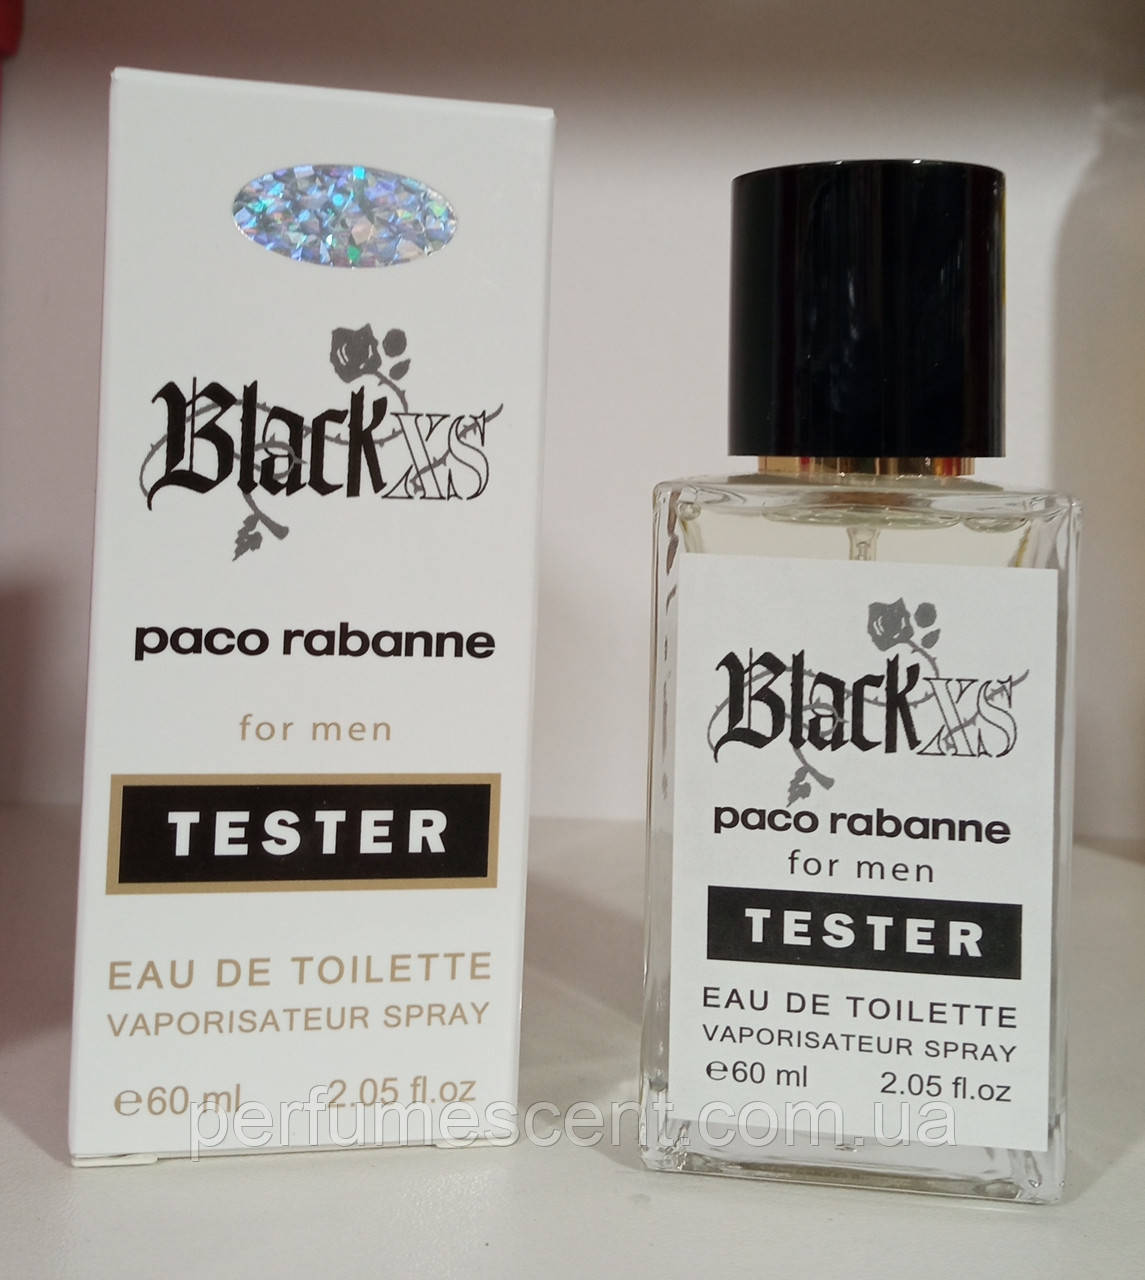 Black XS
paco rabanne
for men
TESTER
EAU DE TOILETTE
VAPORISATEUR SPRAY
℮60 ml 2.05 fl.oz
Black XS
paco rabanne
for men
TESTER
EAU DE TOILETTE
VAPORISATEUR SPRAY
℮60 ml 2.05 fl.oz
perfumescent.com.ua